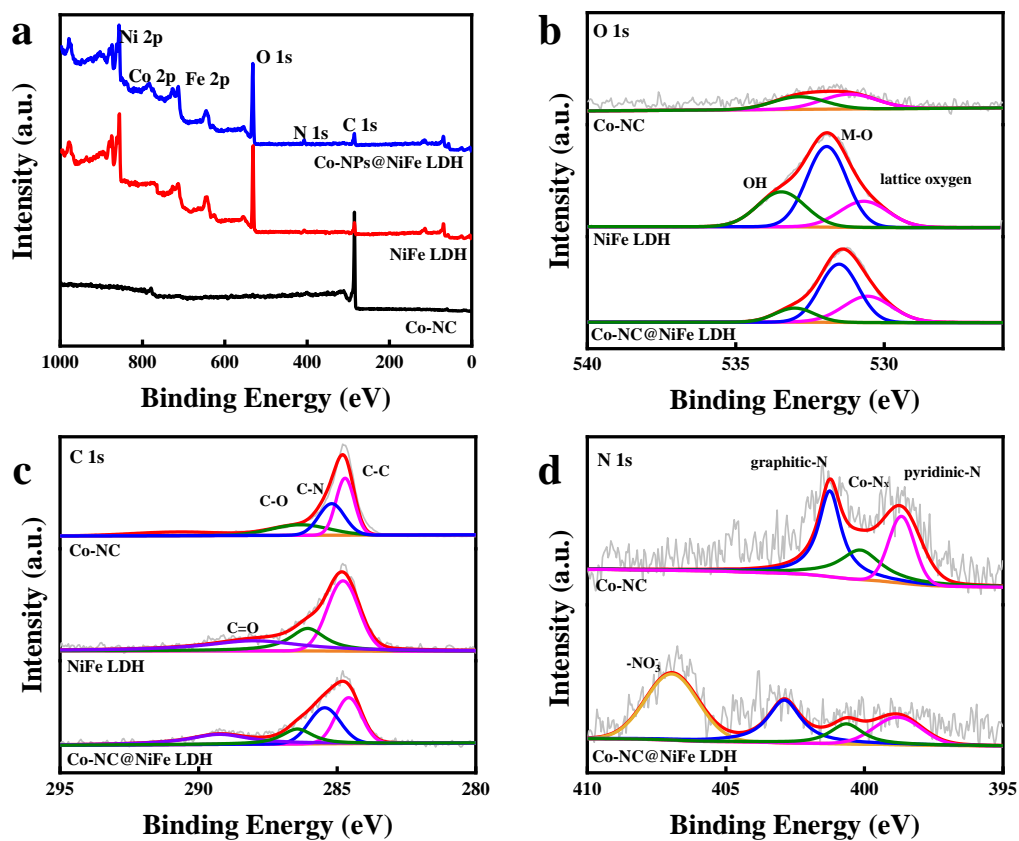 a
Ni 2p
Co 2p
Fe 2p
O 1s
N 1s
C 1s
Co-NPs@NiFe LDH
NiFe LDH
Co-NC
Intensity (a.u.)
1000 800 600 400 200 0
Binding Energy (eV)
b
O 1s
Co-NC
M-O
OH
lattice oxygen
NiFe LDH
Co-NC@NiFe LDH
Intensity (a.u.)
540 535 530
Binding Energy (eV)
c
C 1s
C-C
C-N
C-O
Co-NC
C=O
NiFe LDH
Co-NC@NiFe LDH
Intensity (a.u.)
295 290 285 280
Binding Energy (eV)
d
N 1s
graphitic-N
Co-Nₓ
pyridinic-N
Co-NC
-NO₃⁻
Co-NC@NiFe LDH
Intensity (a.u.)
410 405 400 395
Binding Energy (eV)